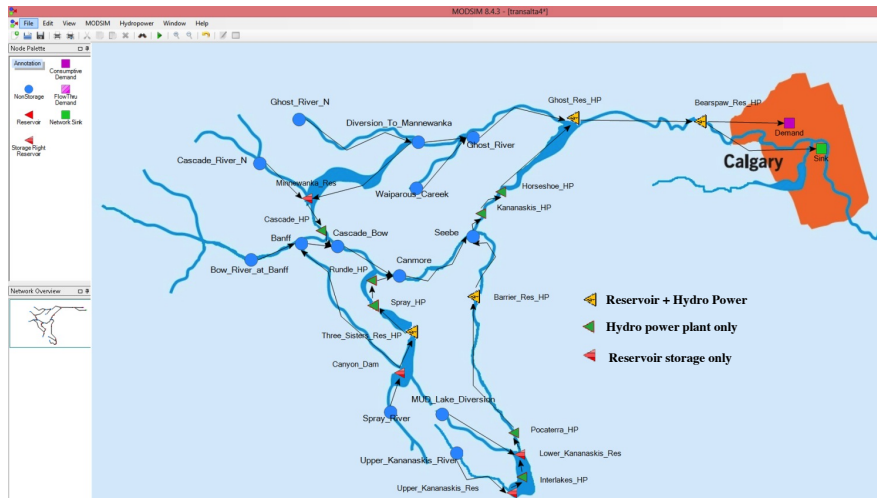 MODSIM 8.4.3 - [transalta4*]
File Edit View MODSIM Hydropower Window Help
Node Palette
Annotation
Consumptive
Demand
NonStorage
FlowThru
Demand
Reservoir
Network Sink
Storage Right
Reservoir
Network Overview
Ghost_River_N
Diversion_To_Mannewanka
Ghost_Res_HP
Bearspaw_Res_HP
Demand
Cascade_River_N
Ghost_River
Calgary
Sink
Minnewanka_Res
Waiparous_Careek
Horseshoe_HP
Kananaskis_HP
Cascade_HP
Cascade_Bow
Seebe
Banff
Canmore
Bow_River_at_Banff
Rundle_HP
Spray_HP
Barrier_Res_HP
Reservoir + Hydro Power
Hydro power plant only
Three_Sisters_Res_HP
Reservoir storage only
Canyon_Dam
MUD_Lake_Diversion
Spray_River
Pocaterra_HP
Upper_Kananaskis_River
Lower_Kananaskis_Res
Interlakes_HP
Upper_Kananaskis_Res